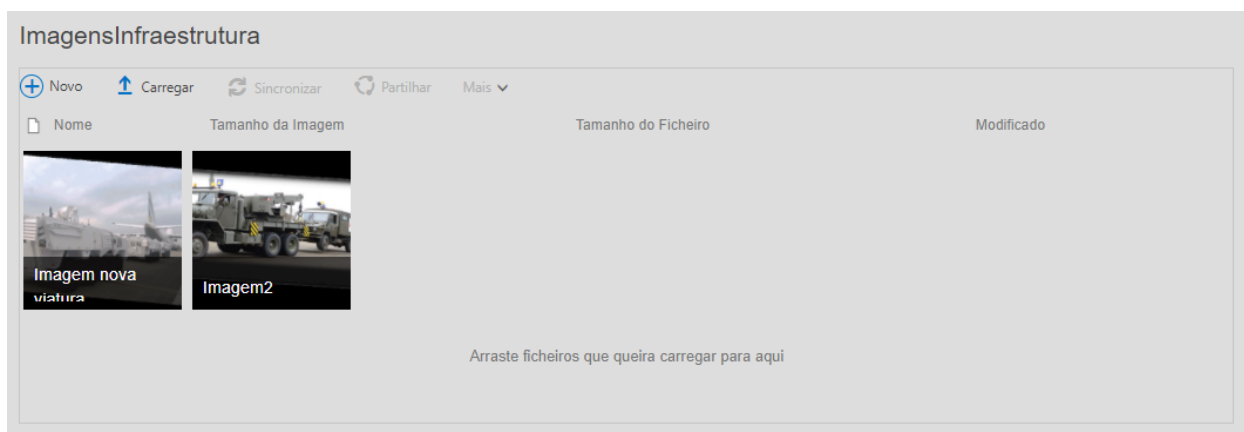 ImagensInfraestrutura
Novo Carregar Sincronizar Partilhar Mais
Nome Tamanho da Imagem Tamanho do Ficheiro Modificado
Imagem nova
viatura
Imagem2
Arraste ficheiros que queira carregar para aqui